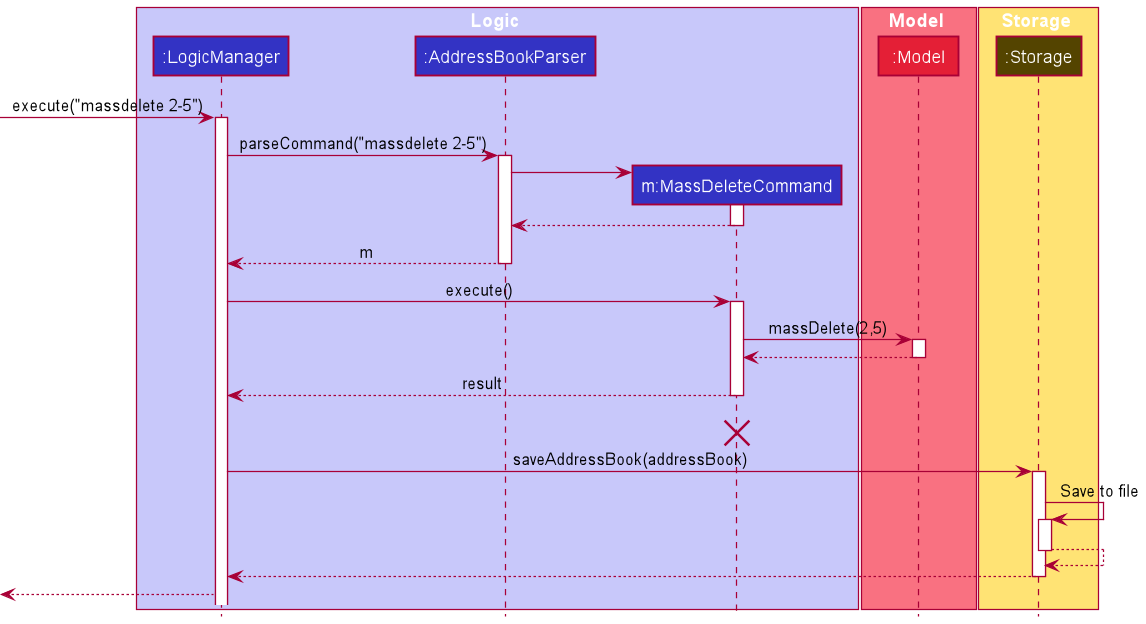 Logic
Model
Storage
:LogicManager
:AddressBookParser
:Model
:Storage
execute("massdelete 2-5")
parseCommand("massdelete 2-5")
m:MassDeleteCommand
m
execute()
massDelete(2,5)
result
saveAddressBook(addressBook)
Save to file